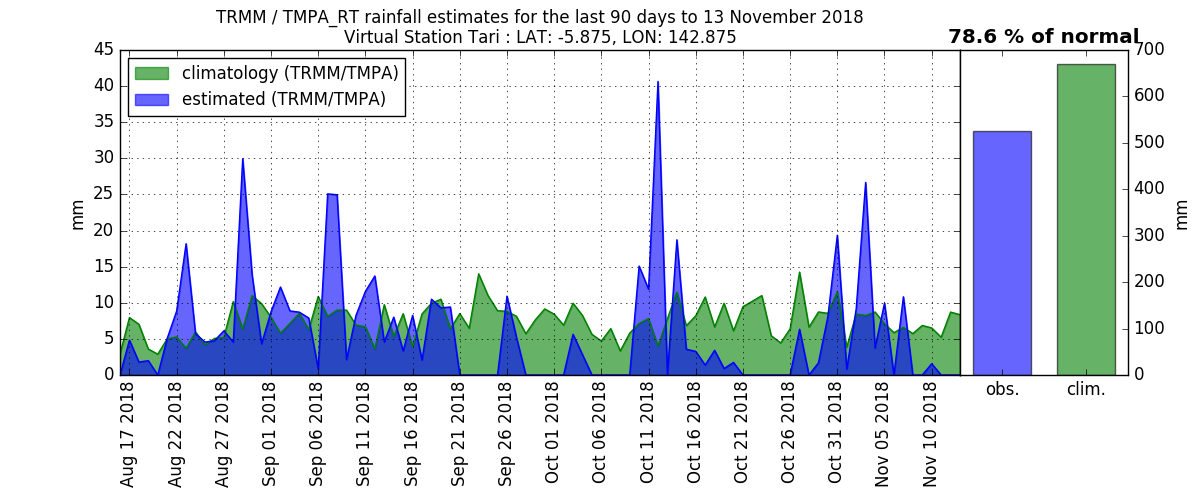 TRMM / TMPA_RT rainfall estimates for the last 90 days to 13 November 2018
Virtual Station Tari : LAT: -5.875, LON: 142.875
78.6 % of normal
climatology (TRMM/TMPA)
estimated (TRMM/TMPA)
45
40
35
30
25
20
15
10
5
0
mm
Aug 17 2018
Aug 22 2018
Aug 27 2018
Sep 01 2018
Sep 06 2018
Sep 11 2018
Sep 16 2018
Sep 21 2018
Sep 26 2018
Oct 01 2018
Oct 06 2018
Oct 11 2018
Oct 16 2018
Oct 21 2018
Oct 26 2018
Oct 31 2018
Nov 05 2018
Nov 10 2018
700
600
500
400
300
200
100
0
mm
obs.
clim.